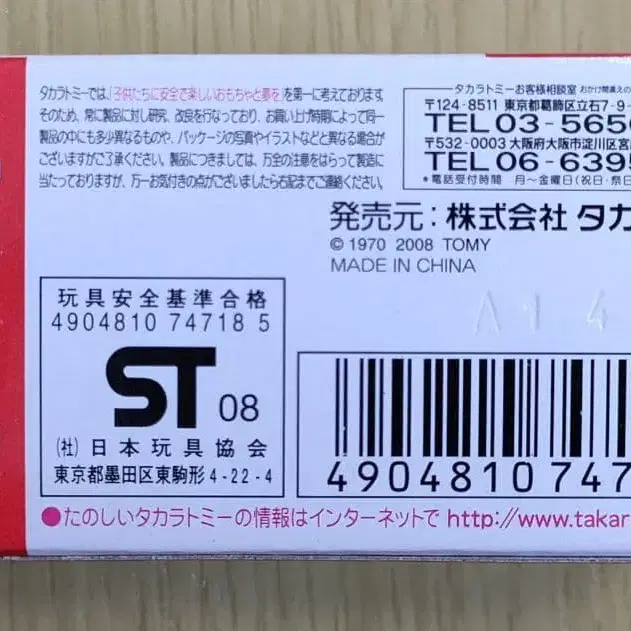 タカラトミーでは、「子供たちに安全で楽しいおもちゃと夢を」を第一に考えております。
そのため、常に製品に対し研究、改良を行なっており、お買い上げ時期によって同一
製品の中にも多少異なるものや、パッケージの写真やイラストなどと異なる場合が
ございますがご了承ください。製品につきましては、万全の注意をはらって製造に
当たっておりますが、万一お気付きの点がございましたら右記までご連絡ください。
タカラトミーお客様相談室 おかけ間違えの
〒124-8511 東京都葛飾区立石7-9-
TEL 03-5650
〒532-0003 大阪府大阪市淀川区宮
TEL 06-6395
*電話受付時間 月〜金曜日(祝日・祭日
発売元:株式会社 タカ
© 1970 2008 TOMY
MADE IN CHINA
A14
玩具安全基準合格
4904810 74718 5
ST 08
(社)日本玩具協会
東京都墨田区東駒形4-22-4
4904810 747
●たのしいタカラトミーの情報はインターネットで http://www.takar